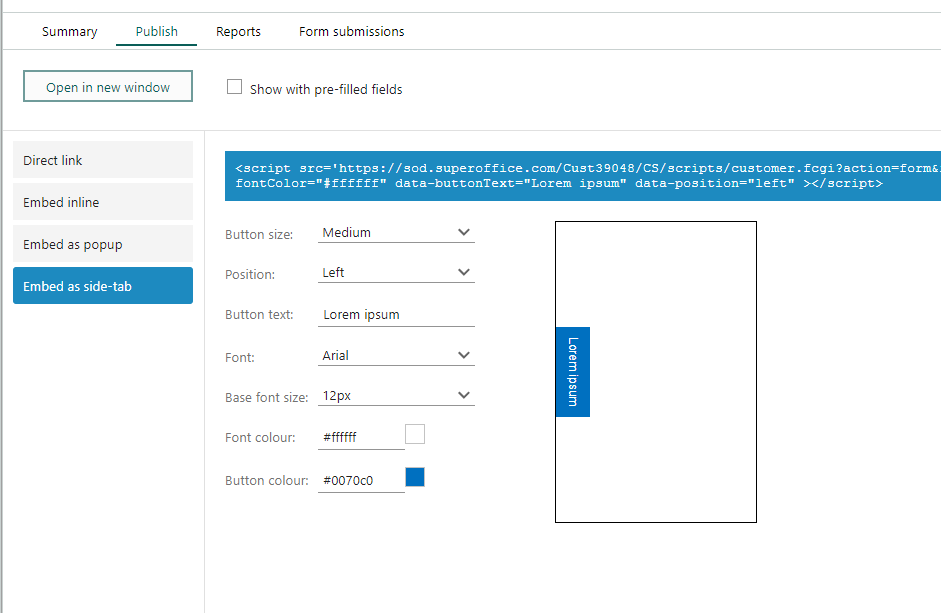 Summary Publish Reports Form submissions
Open in new window Show with pre-filled fields
Direct link
Embed inline
Embed as popup
Embed as side-tab
<script src='https://sod.superoffice.com/Cust39048/CS/scripts/customer.fcgi?action=form&
fontColor="#ffffff" data-buttonText="Lorem ipsum" data-position="left" ></script>
Button size: Medium
Position: Left
Button text: Lorem ipsum
Font: Arial
Base font size: 12px
Font colour: #ffffff
Button colour: #0070c0
Lorem ipsum